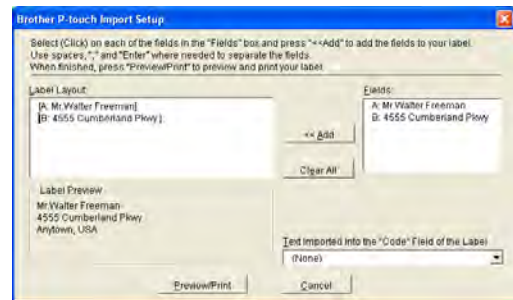 Brother P-touch Import Setup
Select (Click) on each of the fields in the "Fields" box and press "<<Add" to add the fields to your label.
Use spaces, "," and "Enter" where needed to separate the fields.
When finished, press "Preview/Print" to preview and print your label.
Label Layout:
Fields:
[A: Mr.Walter Freeman]
[B: 4555 Cumberland Pkwy]
A: Mr Walter Freeman
B: 4555 Cumberland Pkwy
<< Add
Clear All
Label Preview
Mr.Walter Freeman
4555 Cumberland Pkwy
Anytown, USA
Text Imported into the "Code" Field of the Label
(None)
Preview/Print
Cancel